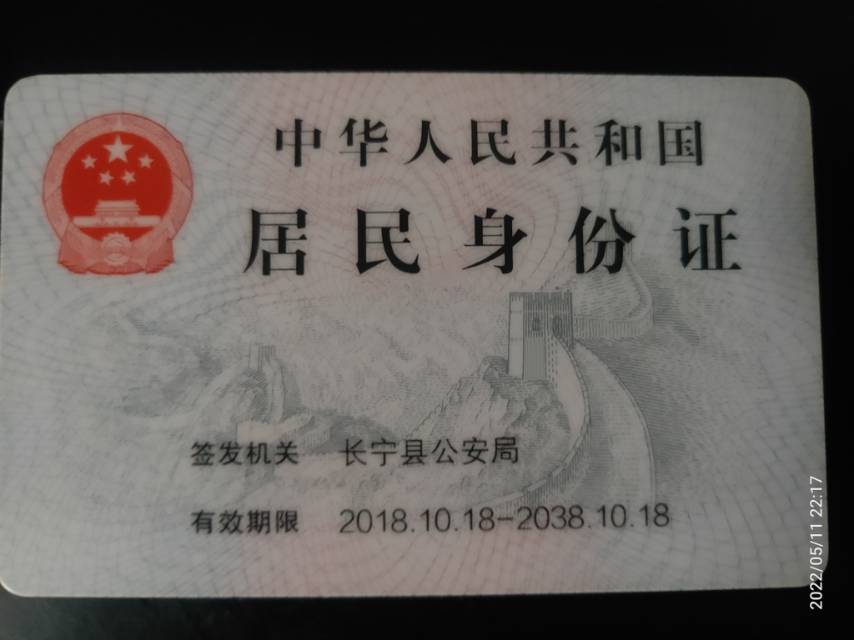 中华人民共和国
居民身份证
签发机关 长宁县公安局
有效期限 2018.10.18-2038.10.18
2022/05/11 22:17